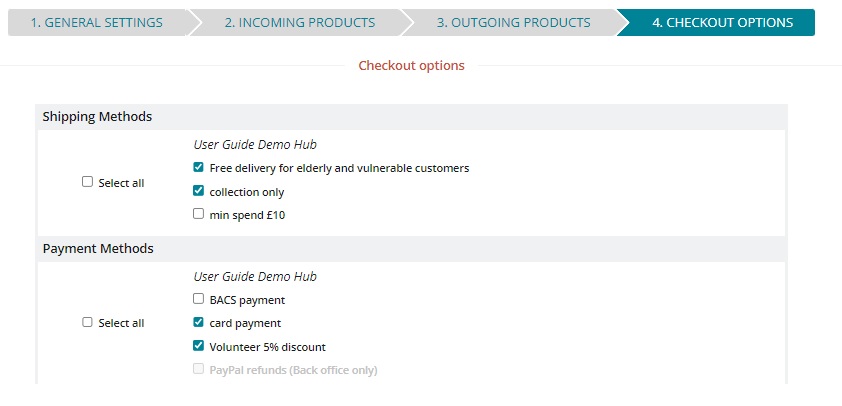 1. GENERAL SETTINGS 2. INCOMING PRODUCTS 3. OUTGOING PRODUCTS 4. CHECKOUT OPTIONS
Checkout options
Shipping Methods
User Guide Demo Hub
Free delivery for elderly and vulnerable customers
Select all
collection only
min spend £10
Payment Methods
User Guide Demo Hub
BACS payment
Select all card payment
Volunteer 5% discount
PayPal refunds (Back office only)